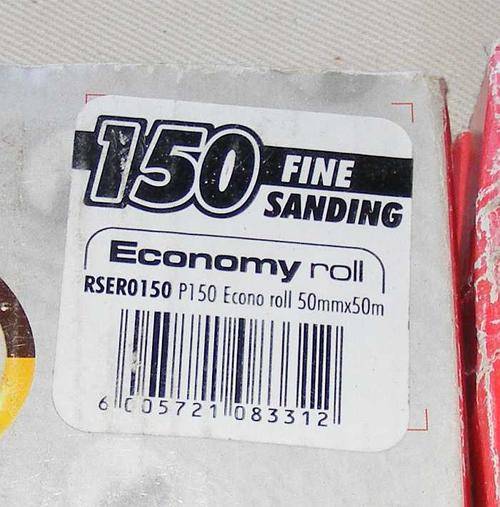 150 FINE
SANDING
Economy roll
RSER0150 P150 Econo roll 50mmx50m
6 005721 083312